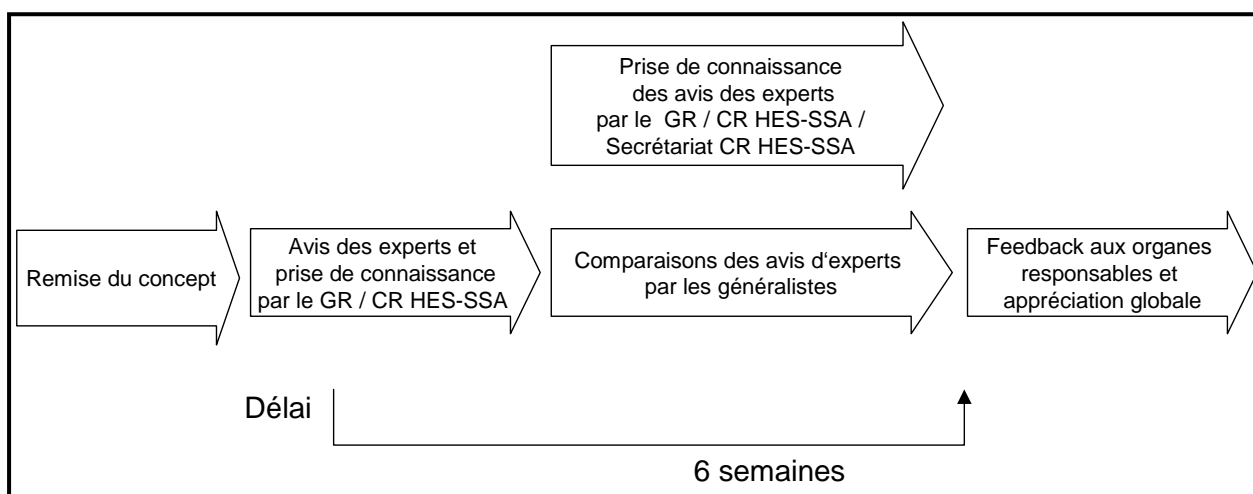 Prise de connaissance
des avis des experts
par le GR / CR HES-SSA /
Secrétariat CR HES-SSA
Remise du concept
Avis des experts et
prise de connaissance
par le GR / CR HES-SSA
Comparaisons des avis d‘experts
par les généralistes
Feedback aux organes
responsables et
appréciation globale
Délai
6 semaines